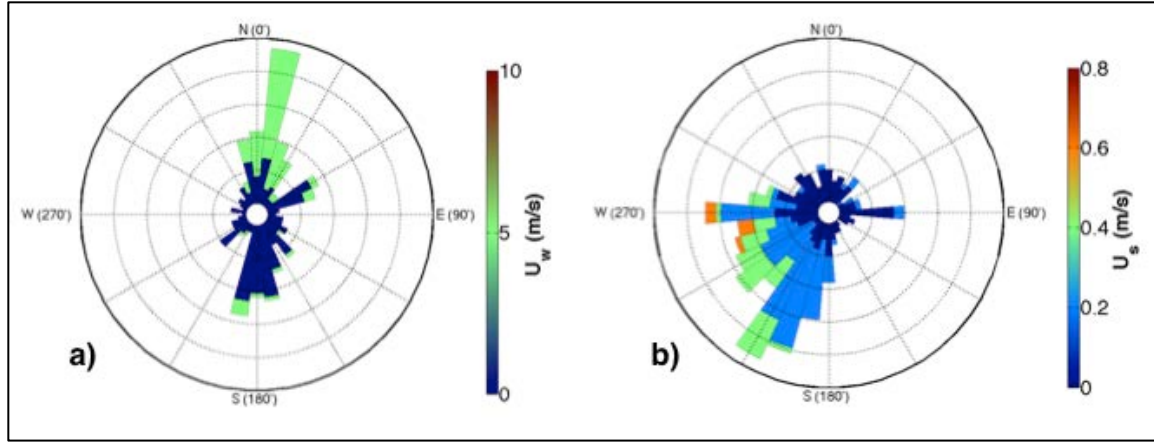 N (0°)
W (270°)
E (90°)
S (180°)
a)
10
5
0
U_w (m/s)
N (0°)
W (270°)
E (90°)
S (180°)
b)
0.8
0.6
0.4
0.2
0
U_s (m/s)